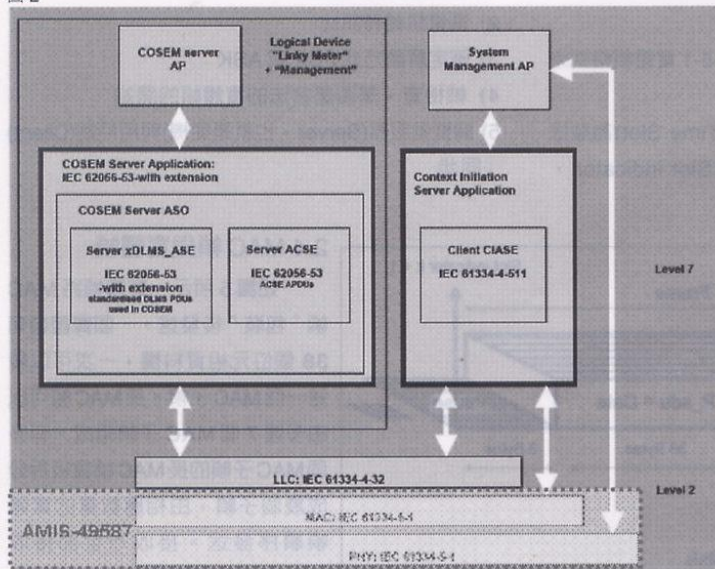 COSEM server
AP
Logical Device
"Linky Meter"
+ "Management"
System
Management AP
COSEM Server Application:
IEC 62056-53-with extension
COSEM Server ASO
Server xDLMS_ASE
IEC 62056-53
-with extension
standardised DLMS PDUs
used in COSEM
Server ACSE
IEC 62056-53
ACSE APDUs
Context Initiation
Server Application
Client CIASE
IEC 61334-4-511
Level 7
LLC: IEC 61334-4-32
Level 2
AMIS-49587
MAC: IEC 61334-5-1
PHY: IEC 61334-5-1